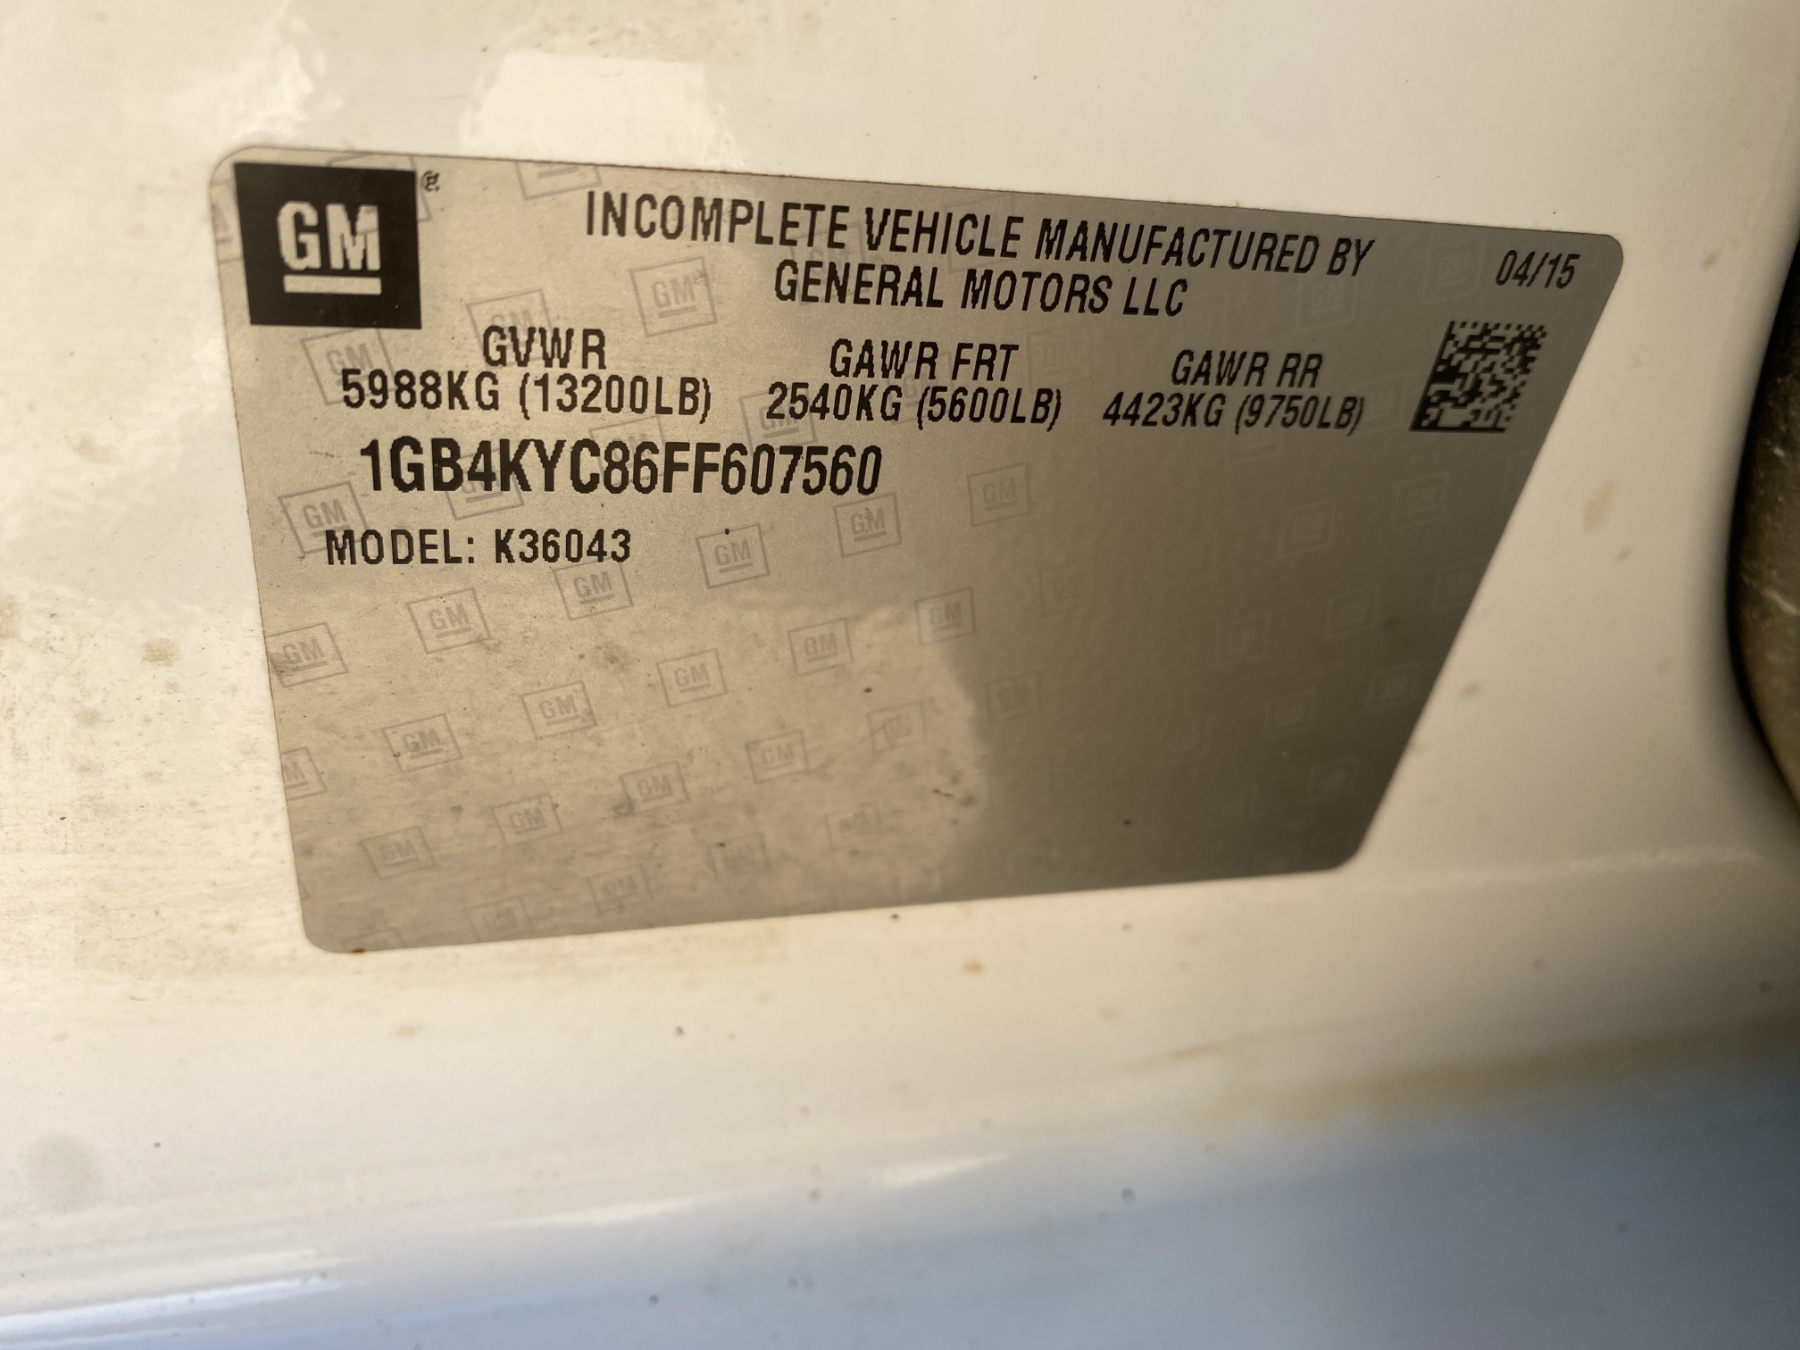 GM®
INCOMPLETE VEHICLE MANUFACTURED BY
GENERAL MOTORS LLC
04/15
GVWR
5988KG (13200LB)
GAWR FRT
2540KG (5600LB)
GAWR RR
4423KG (9750LB)
1GB4KYC86FF607560
MODEL: K36043